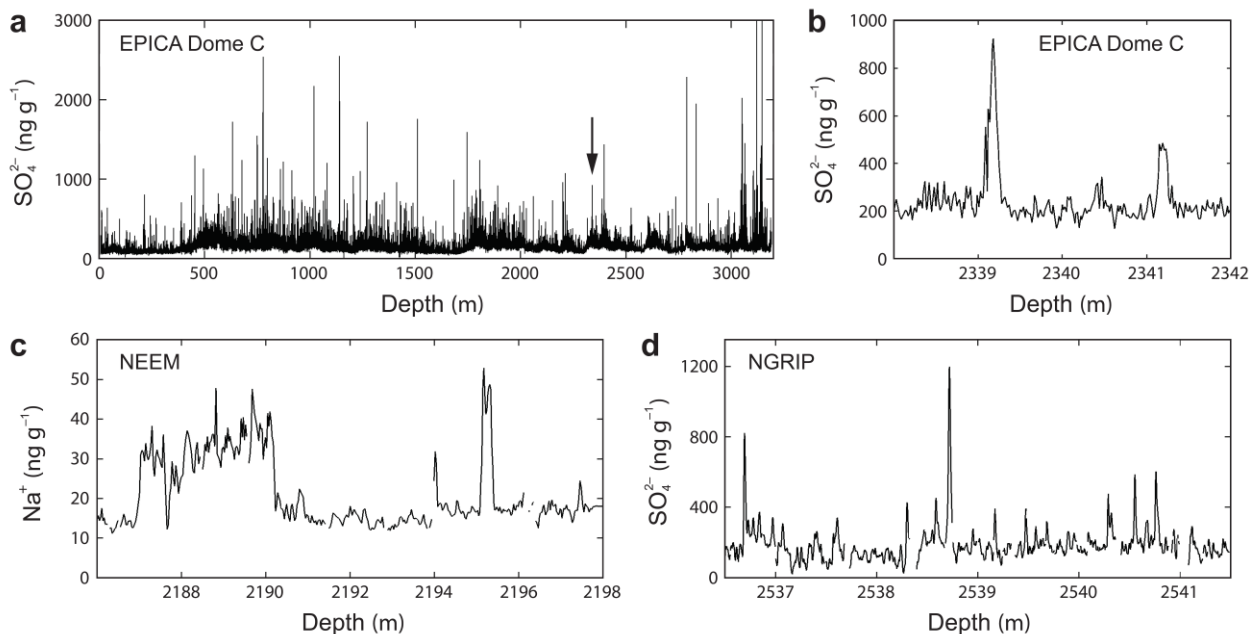 a
EPICA Dome C
SO₄²⁻ (ng g⁻¹)
3000
2000
1000
0
0 500 1000 1500 2000 2500 3000
Depth (m)
b
EPICA Dome C
SO₄²⁻ (ng g⁻¹)
1000
800
600
400
200
0
2339 2340 2341 2342
Depth (m)
c
NEEM
Na⁺ (ng g⁻¹)
60
50
40
30
20
10
0
2188 2190 2192 2194 2196 2198
Depth (m)
d
NGRIP
SO₄²⁻ (ng g⁻¹)
1200
800
400
0
2537 2538 2539 2540 2541
Depth (m)